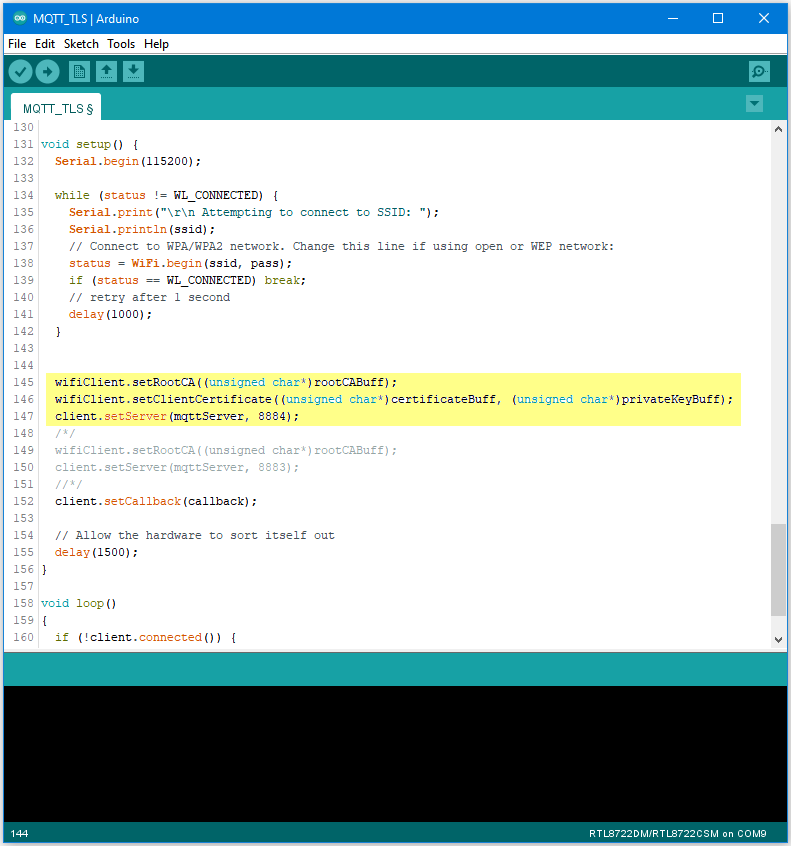 MQTT_TLS | Arduino
File Edit Sketch Tools Help
MQTT_TLS §
130
131 void setup() {
132   Serial.begin(115200);
133
134   while (status != WL_CONNECTED) {
135     Serial.print("\r\n Attempting to connect to SSID: ");
136     Serial.println(ssid);
137     // Connect to WPA/WPA2 network. Change this line if using open or WEP network:
138     status = WiFi.begin(ssid, pass);
139     if (status == WL_CONNECTED) break;
140     // retry after 1 second
141     delay(1000);
142   }
143
144
145   wifiClient.setRootCA((unsigned char*)rootCABuff);
146   wifiClient.setClientCertificate((unsigned char*)certificateBuff, (unsigned char*)privateKeyBuff);
147   client.setServer(mqttServer, 8884);
148   /*/
149   wifiClient.setRootCA((unsigned char*)rootCABuff);
150   client.setServer(mqttServer, 8883);
151   //*/
152   client.setCallback(callback);
153
154   // Allow the hardware to sort itself out
155   delay(1500);
156 }
157
158 void loop()
159 {
160   if (!client.connected()) {
144 RTL8722DM/RTL8722CSM on COM9